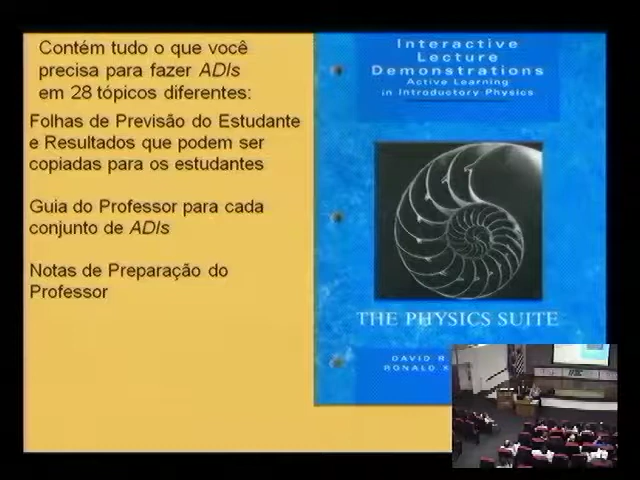 Contém tudo o que você
precisa para fazer ADIs
em 28 tópicos diferentes:
Folhas de Previsão do Estudante
e Resultados que podem ser
copiadas para os estudantes
Guia do Professor para cada
conjunto de ADIs
Notas de Preparação do
Professor
Interactive
Lecture
Demonstrations
Active Learning
in Introductory Physics
THE PHYSICS SUITE
DAVID R
RONALD